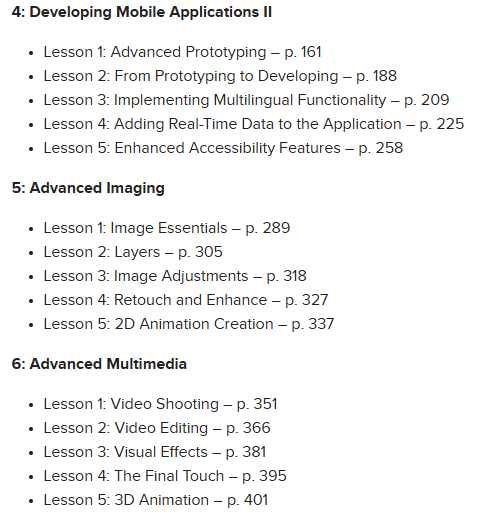 4: Developing Mobile Applications II
• Lesson 1: Advanced Prototyping – p. 161
• Lesson 2: From Prototyping to Developing – p. 188
• Lesson 3: Implementing Multilingual Functionality – p. 209
• Lesson 4: Adding Real-Time Data to the Application – p. 225
• Lesson 5: Enhanced Accessibility Features – p. 258
5: Advanced Imaging
• Lesson 1: Image Essentials – p. 289
• Lesson 2: Layers – p. 305
• Lesson 3: Image Adjustments – p. 318
• Lesson 4: Retouch and Enhance – p. 327
• Lesson 5: 2D Animation Creation – p. 337
6: Advanced Multimedia
• Lesson 1: Video Shooting – p. 351
• Lesson 2: Video Editing – p. 366
• Lesson 3: Visual Effects – p. 381
• Lesson 4: The Final Touch – p. 395
• Lesson 5: 3D Animation – p. 401